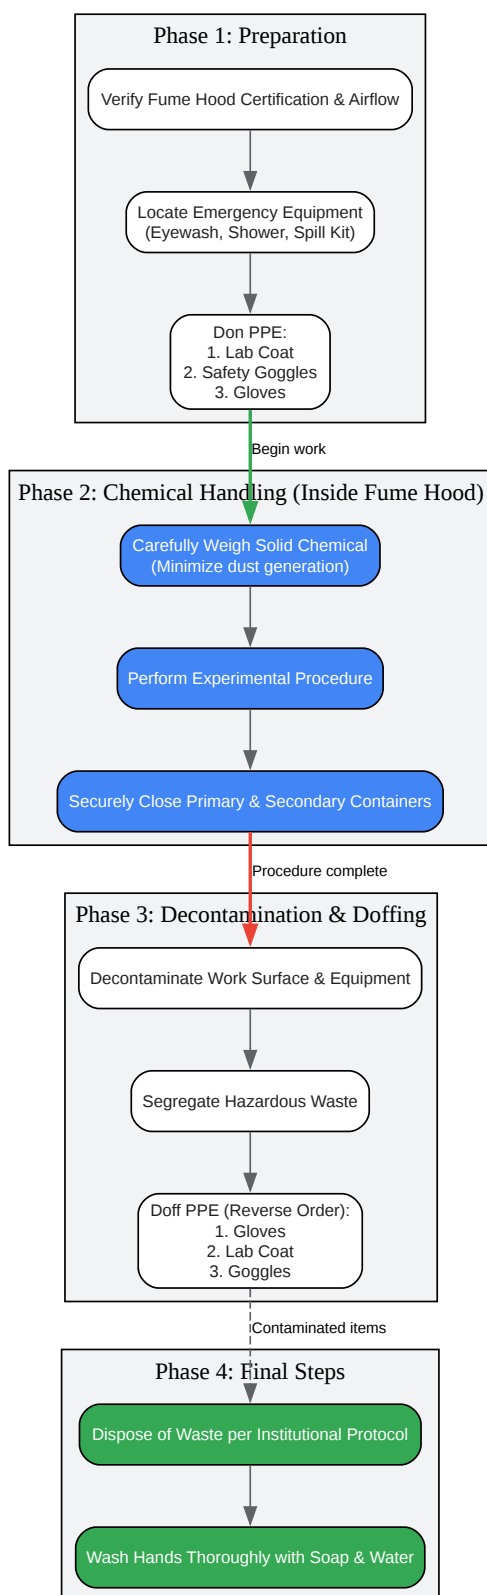 Phase 1: Preparation
Verify Fume Hood Certification & Airflow
Locate Emergency Equipment
(Eyewash, Shower, Spill Kit)
Don PPE:
1. Lab Coat
2. Safety Goggles
3. Gloves
Begin work
Phase 2: Chemical Handling (Inside Fume Hood)
Carefully Weigh Solid Chemical
(Minimize dust generation)
Perform Experimental Procedure
Securely Close Primary & Secondary Containers
Procedure complete
Phase 3: Decontamination & Doffing
Decontaminate Work Surface & Equipment
Segregate Hazardous Waste
Doff PPE (Reverse Order):
1. Gloves
2. Lab Coat
3. Goggles
Contaminated items
Phase 4: Final Steps
Dispose of Waste per Institutional Protocol
Wash Hands Thoroughly with Soap & Water